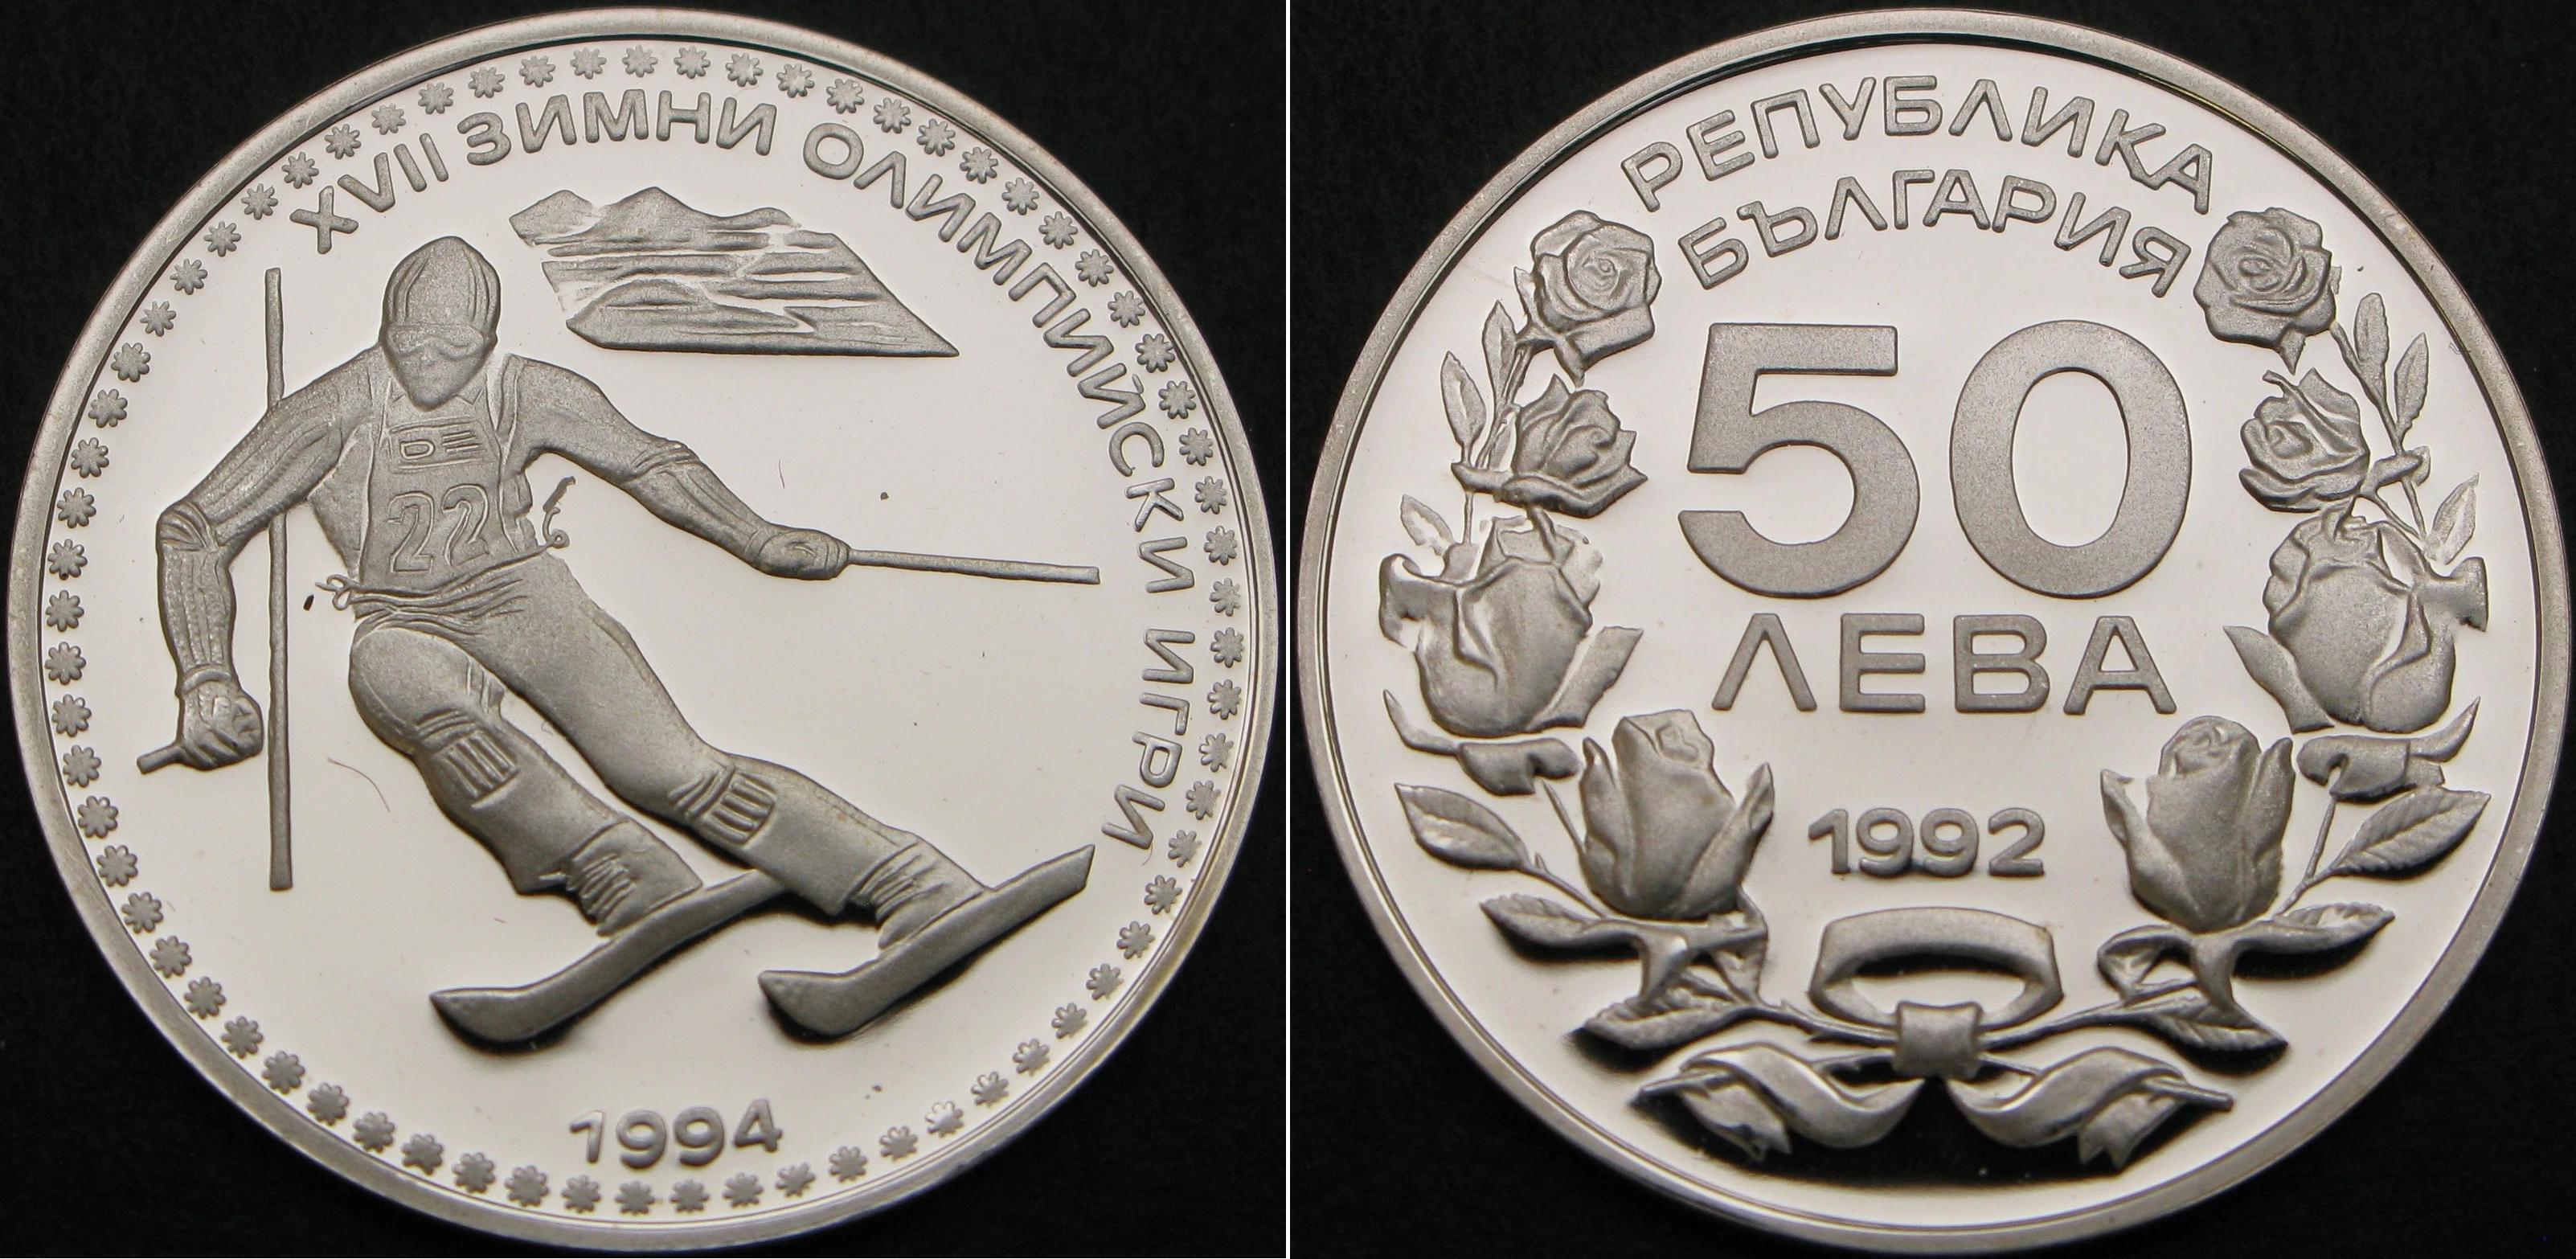 XVII ЗИМНИ ОЛИМПИЙСКИ ИГРИ
22
1994
РЕПУБЛИКА
БЪЛГАРИЯ
50
ЛЕВА
1992